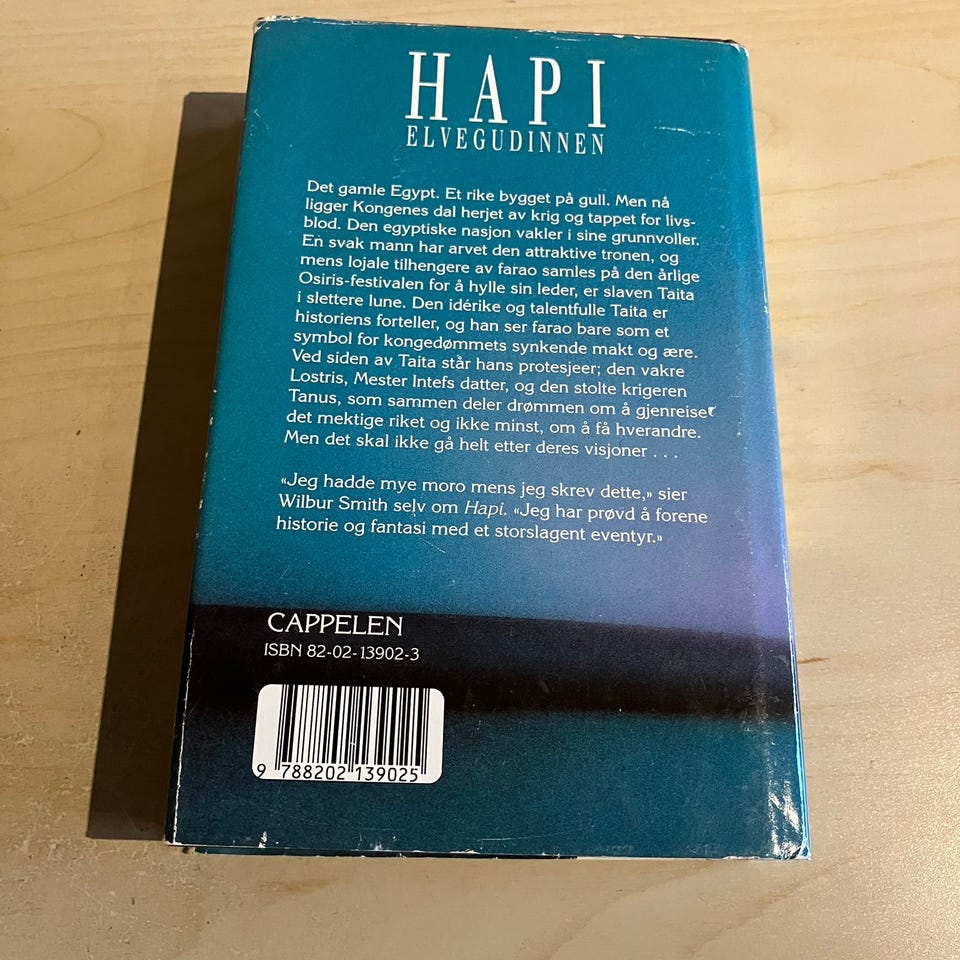 HAPI
ELVEGUDINNEN
Det gamle Egypt. Et rike bygget på gull. Men nå
ligger Kongenes dal herjet av krig og tappet for livs-
blod. Den egyptiske nasjon vakler i sine grunnvoller.
En svak mann har arvet den attraktive tronen, og
mens lojale tilhengere av farao samles på den årlige
Osiris-festivalen for å hylle sin leder, er slaven Taita
i slettere lune. Den idérike og talentfulle Taita er
historiens forteller, og han ser farao bare som et
symbol for kongedømmets synkende makt og ære.
Ved siden av Taita står hans protesjeer; den vakre
Lostris, Mester Intefs datter, og den stolte krigeren
Tanus, som sammen deler drømmen om å gjenreise
det mektige riket og ikke minst, om å få hverandre.
Men det skal ikke gå helt etter deres visjoner . . .
«Jeg hadde mye moro mens jeg skrev dette,» sier
Wilbur Smith selv om Hapi. «Jeg har prøvd å forene
historie og fantasi med et storslagent eventyr.»
CAPPELEN
ISBN 82-02-13902-3
9 788202 139025